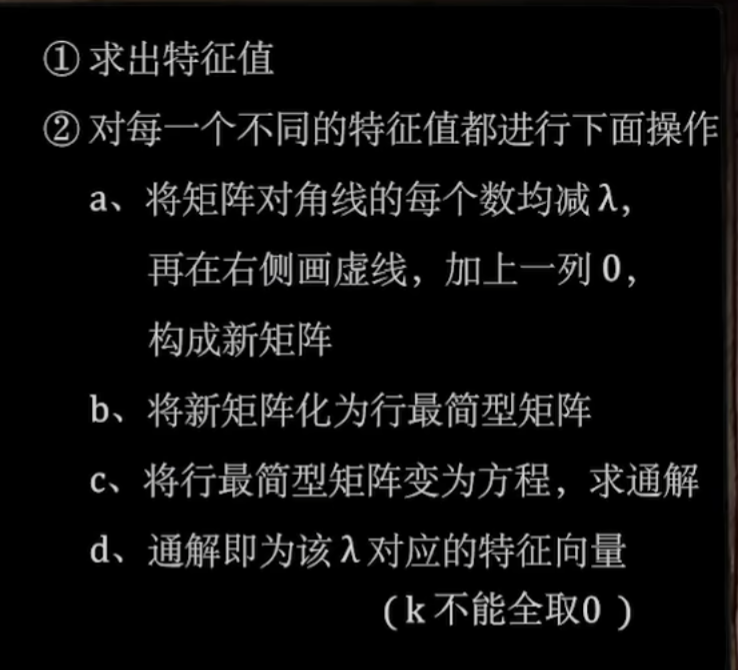 ① 求出特征值
② 对每一个不同的特征值都进行下面操作
a、将矩阵对角线的每个数均减 λ，
再在右侧画虚线，加上一列 0，
构成新矩阵
b、将新矩阵化为行最简型矩阵
c、将行最简型矩阵变为方程，求通解
d、通解即为该 λ 对应的特征向量
( k 不能全取0 )